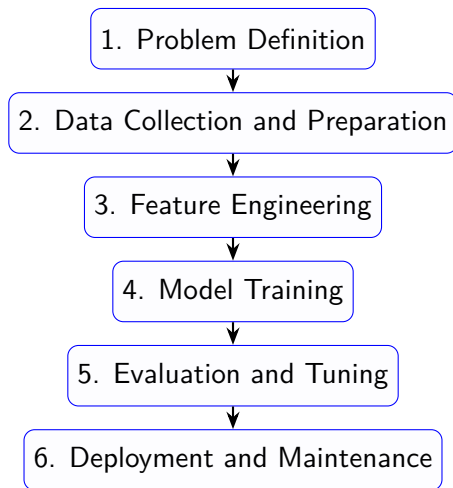 1. Problem Definition
2. Data Collection and Preparation
3. Feature Engineering
4. Model Training
5. Evaluation and Tuning
6. Deployment and Maintenance